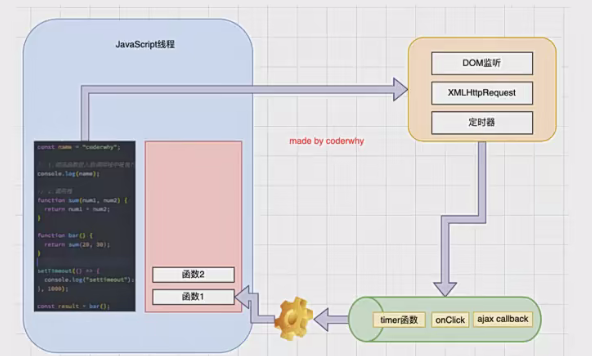 JavaScript线程
DOM监听
XMLHttpRequest
定时器
made by coderwhy
const name = "coderwhy";
console.log(name);
function sum(num1, num2) {
return num1 + num2;
}
function bar() {
return sum(20, 30);
}
setTimeout(() => {
console.log("settimeout");
}, 1000);
const result = bar();
函数2
函数1
timer函数
onClick
ajax callback